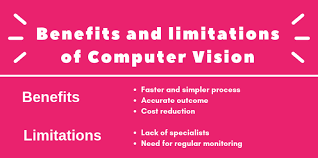 Benefits and limitations
of Computer Vision
Benefits
• Faster and simpler process
• Accurate outcome
• Cost reduction
Limitations
• Lack of specialists
• Need for regular monitoring